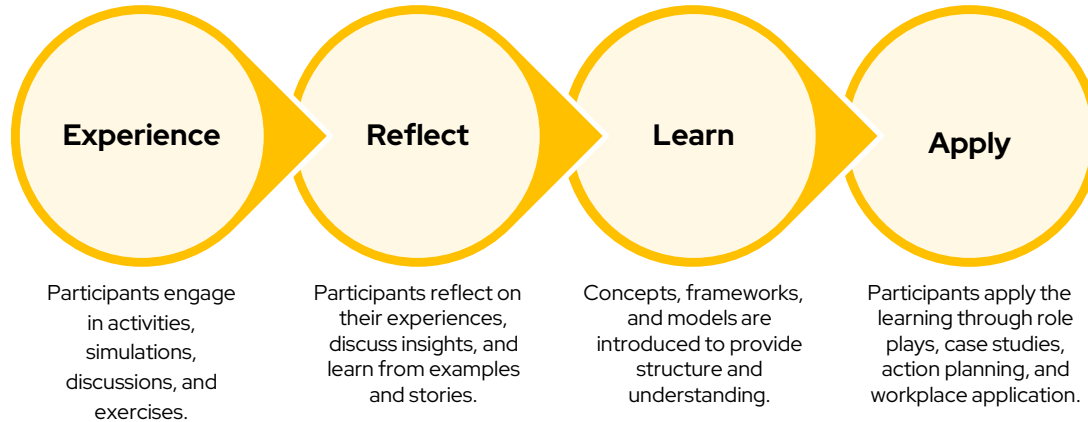 Experience
Reflect
Learn
Apply
Participants engage
in activities,
simulations,
discussions, and
exercises.
Participants reflect on
their experiences,
discuss insights, and
learn from examples
and stories.
Concepts, frameworks,
and models are
introduced to provide
structure and
understanding.
Participants apply the
learning through role
plays, case studies,
action planning, and
workplace application.